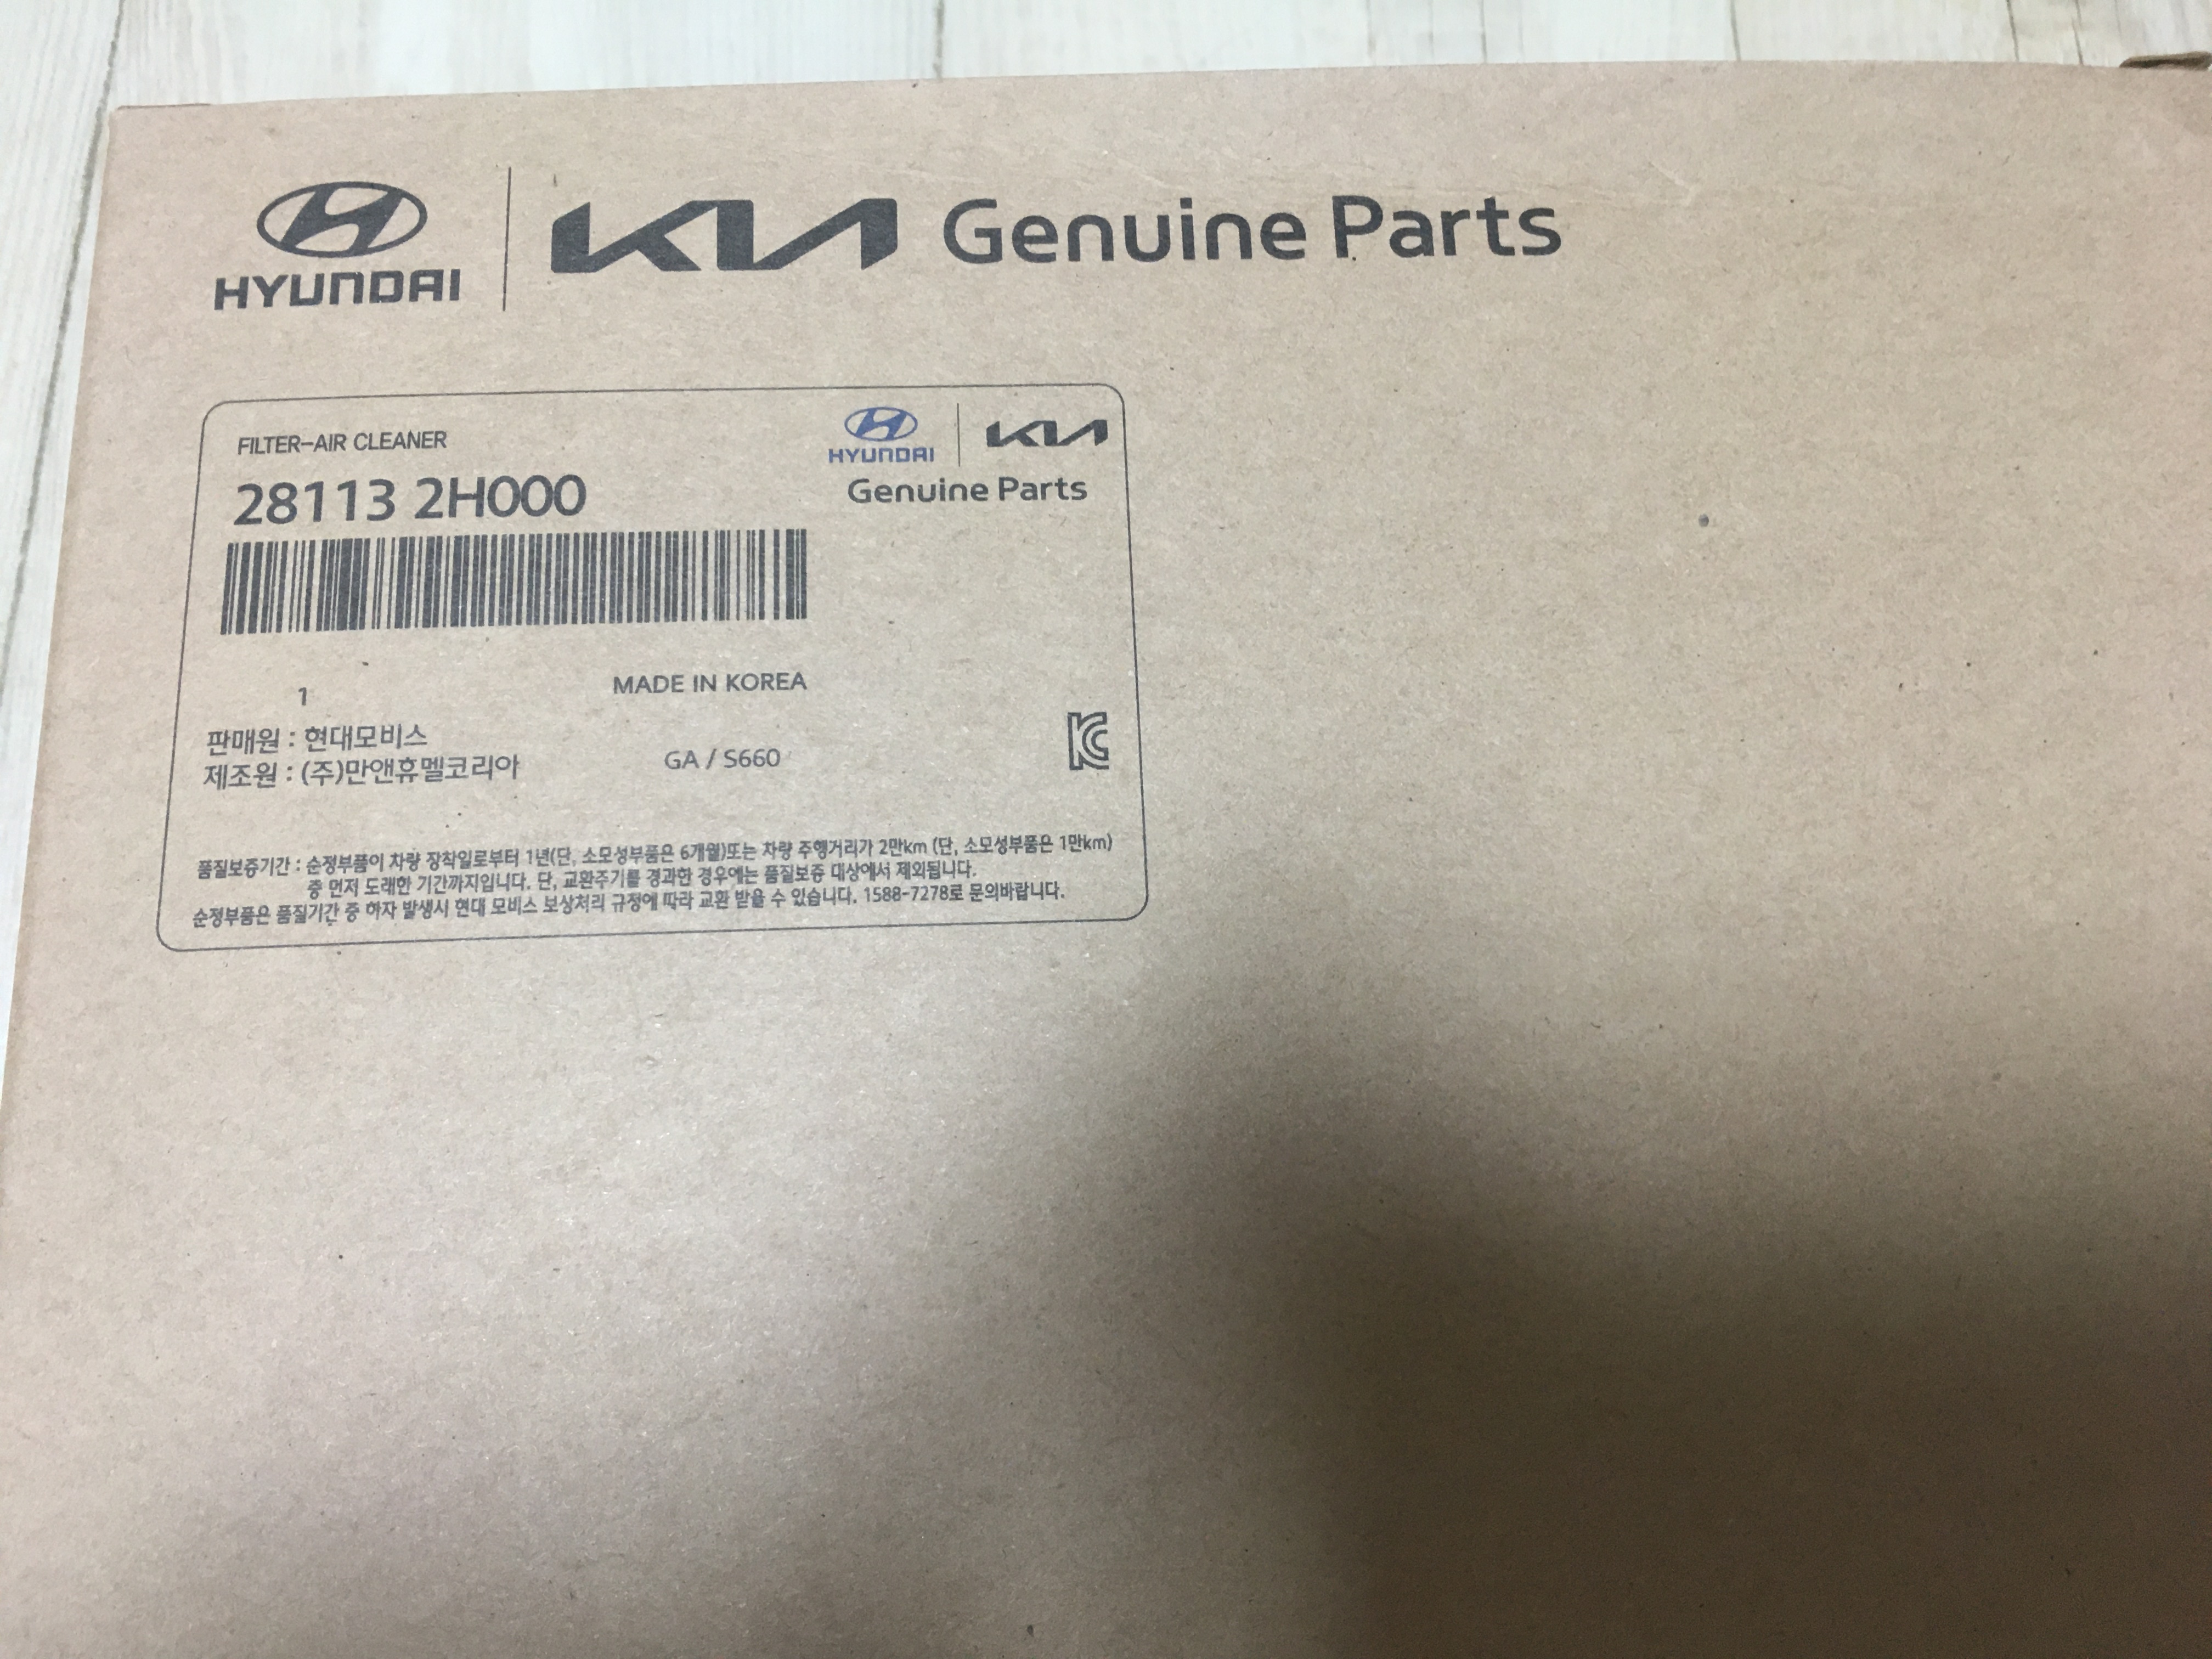 HYUNDAI KIA Genuine Parts
FILTER-AIR CLEANER
28113 2H000
HYUNDAI KIA
Genuine Parts
1
MADE IN KOREA
판매원 : 현대모비스
제조원 : (주)만앤휴멜코리아
GA / S660
품질보증기간 : 순정부품이 차량 장착일로부터 1년(단, 소모성부품은 6개월)또는 차량 주행거리가 2만km (단, 소모성부품은 1만km)
중 먼저 도래한 기간까지입니다. 단, 교환주기를 경과한 경우에는 품질보증 대상에서 제외됩니다.
순정부품은 품질기간 중 하자 발생시 현대 모비스 보상처리 규정에 따라 교환 받을 수 있습니다. 1588-7278로 문의바랍니다.